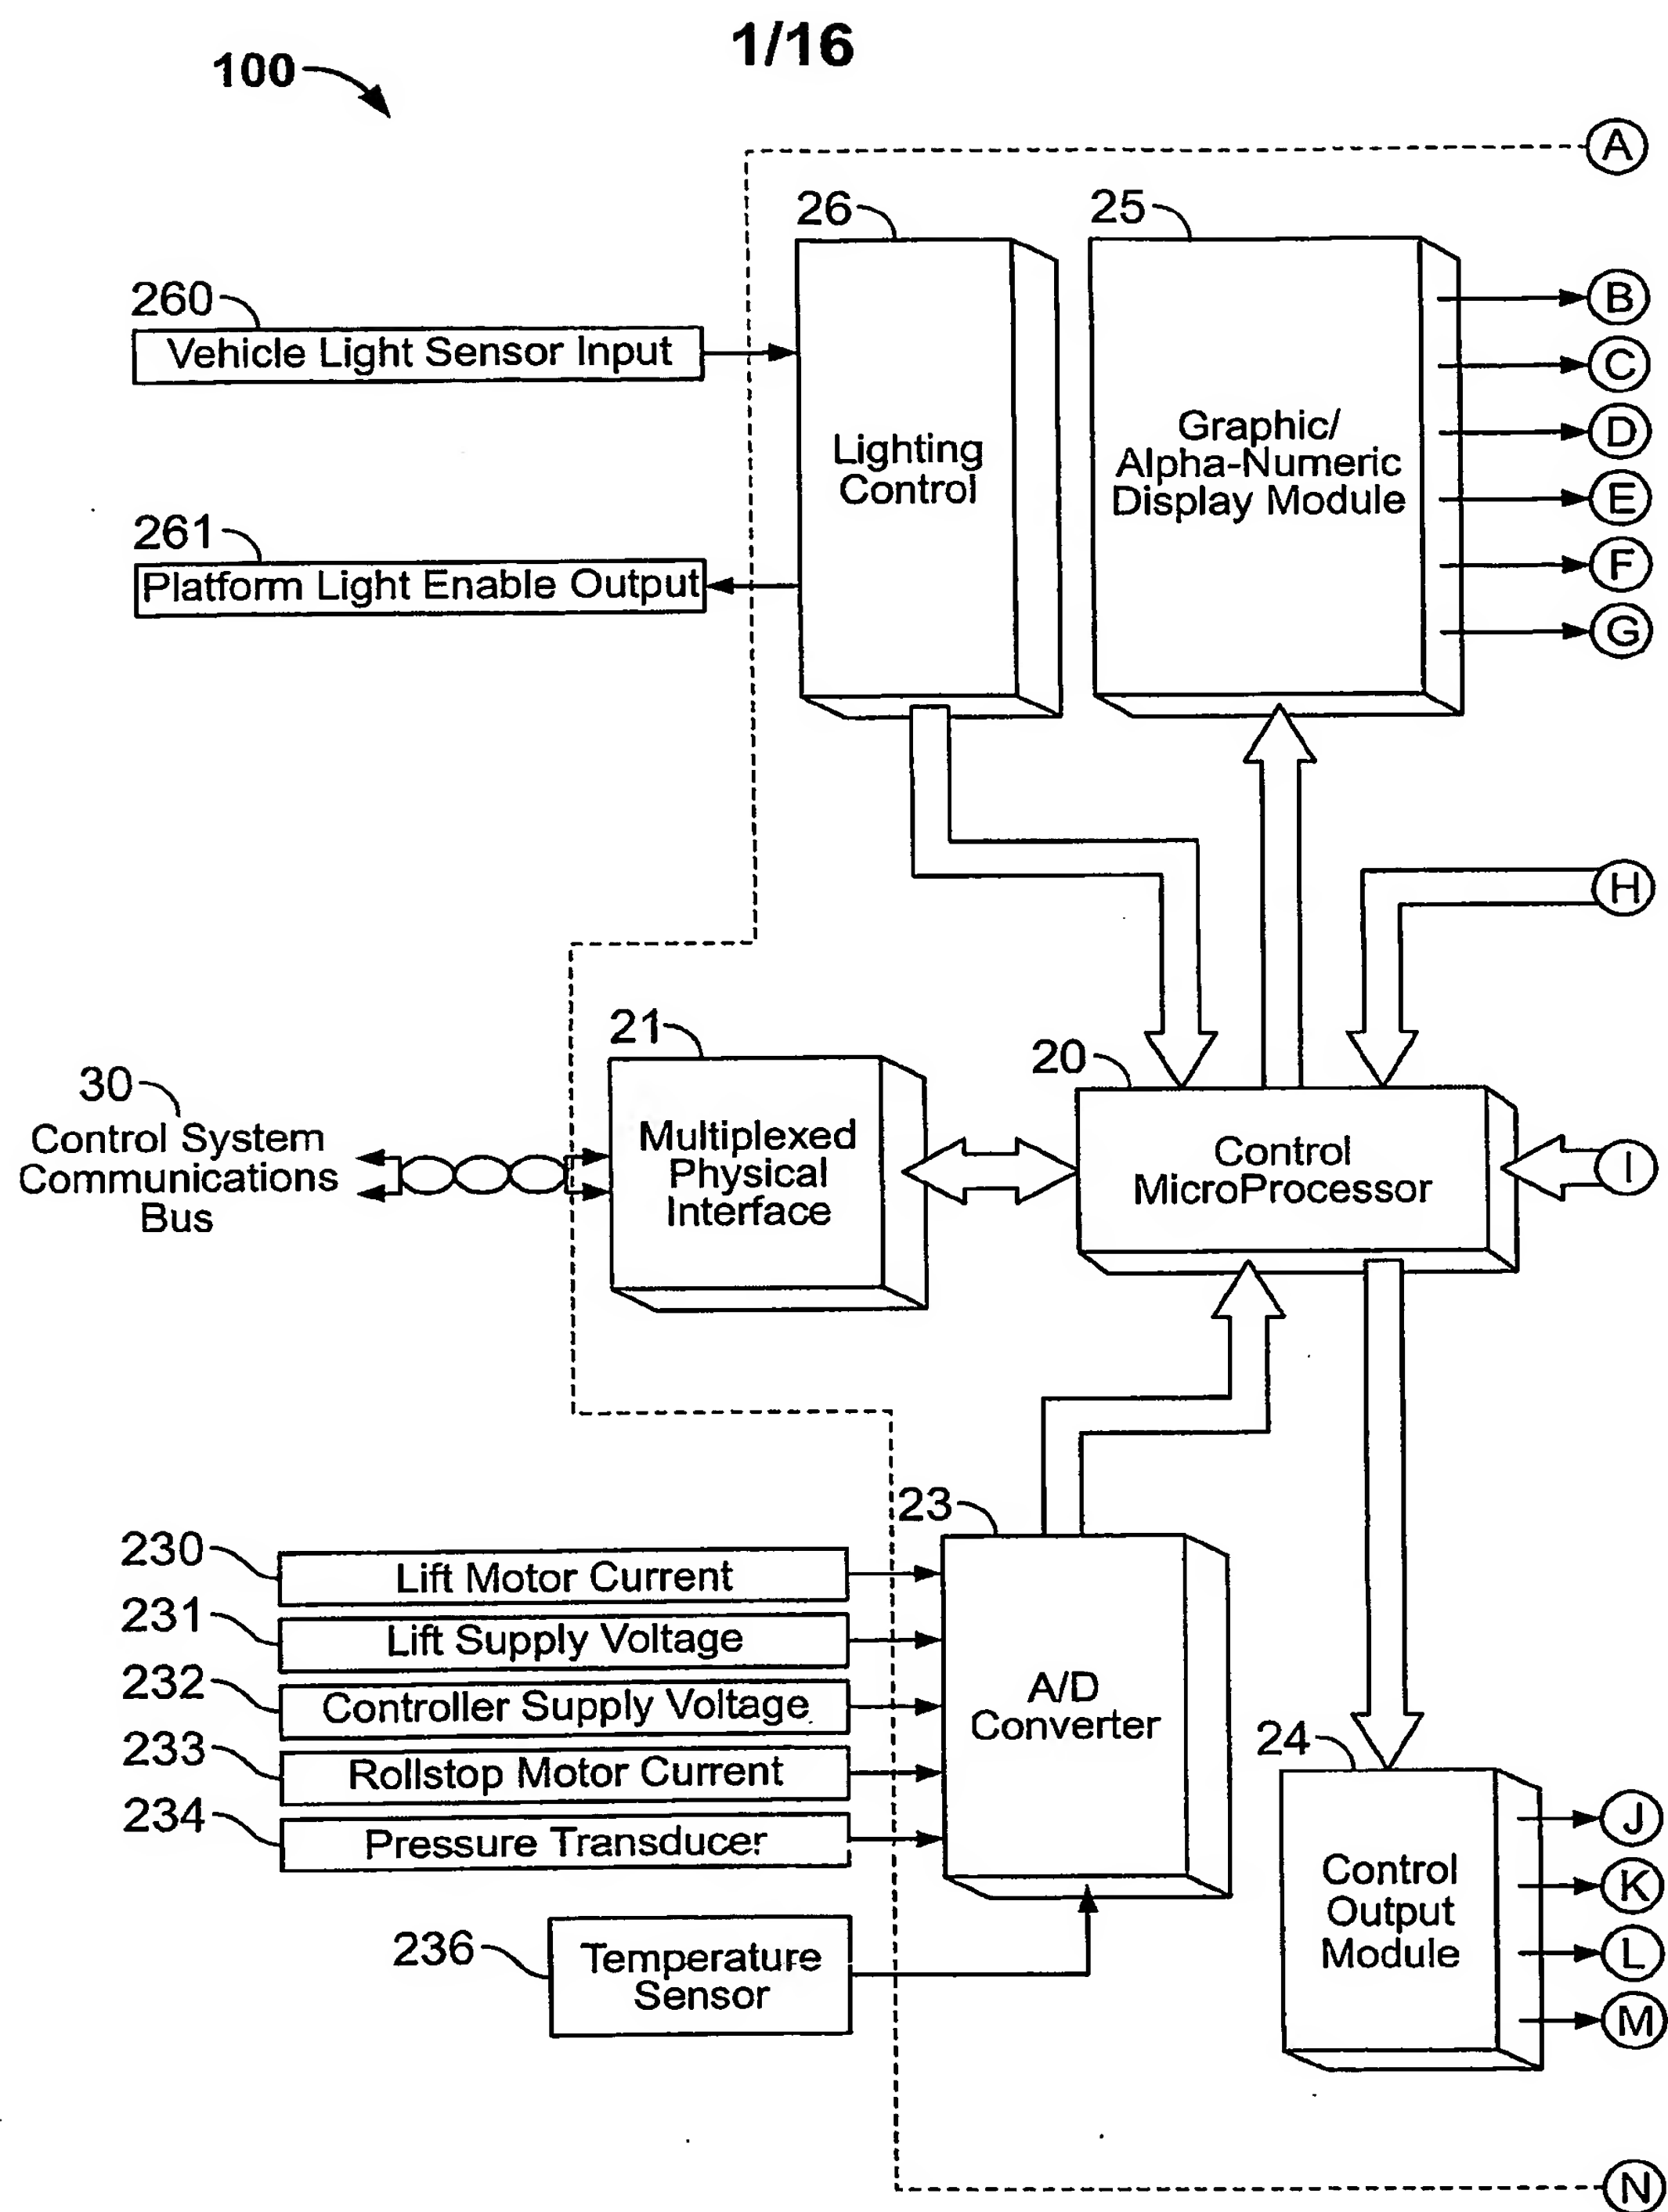 1/16
100
A
26
25
260
Vehicle Light Sensor Input
B
C
Lighting
Control
Graphic/
Alpha-Numeric
Display Module
D
E
261
Platform Light Enable Output
F
G
H
21
20
30
Control System
Communications
Bus
Multiplexed
Physical
Interface
Control
MicroProcessor
I
23
230
Lift Motor Current
231
Lift Supply Voltage
232
Controller Supply Voltage
233
Rollstop Motor Current
234
Pressure Transducer
A/D
Converter
236
Temperature
Sensor
24
Control
Output
Module
J
K
L
M
N